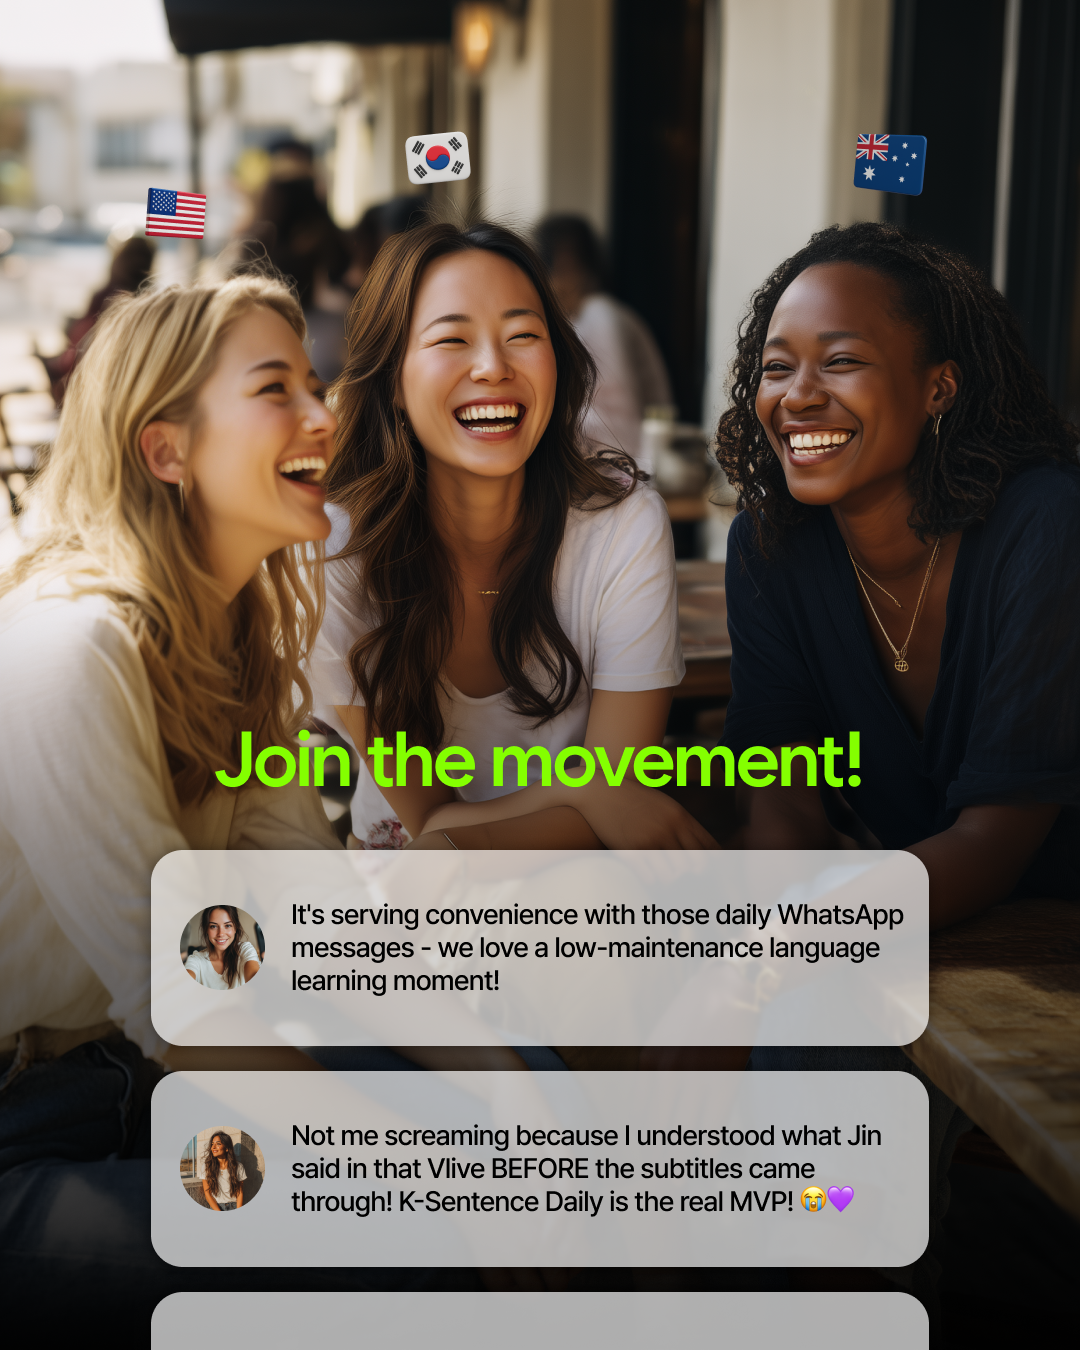 Join the movement!
It's serving convenience with those daily WhatsApp
messages - we love a low-maintenance language
learning moment!
Not me screaming because I understood what Jin
said in that Vlive BEFORE the subtitles came
through! K-Sentence Daily is the real MVP! 😭💜